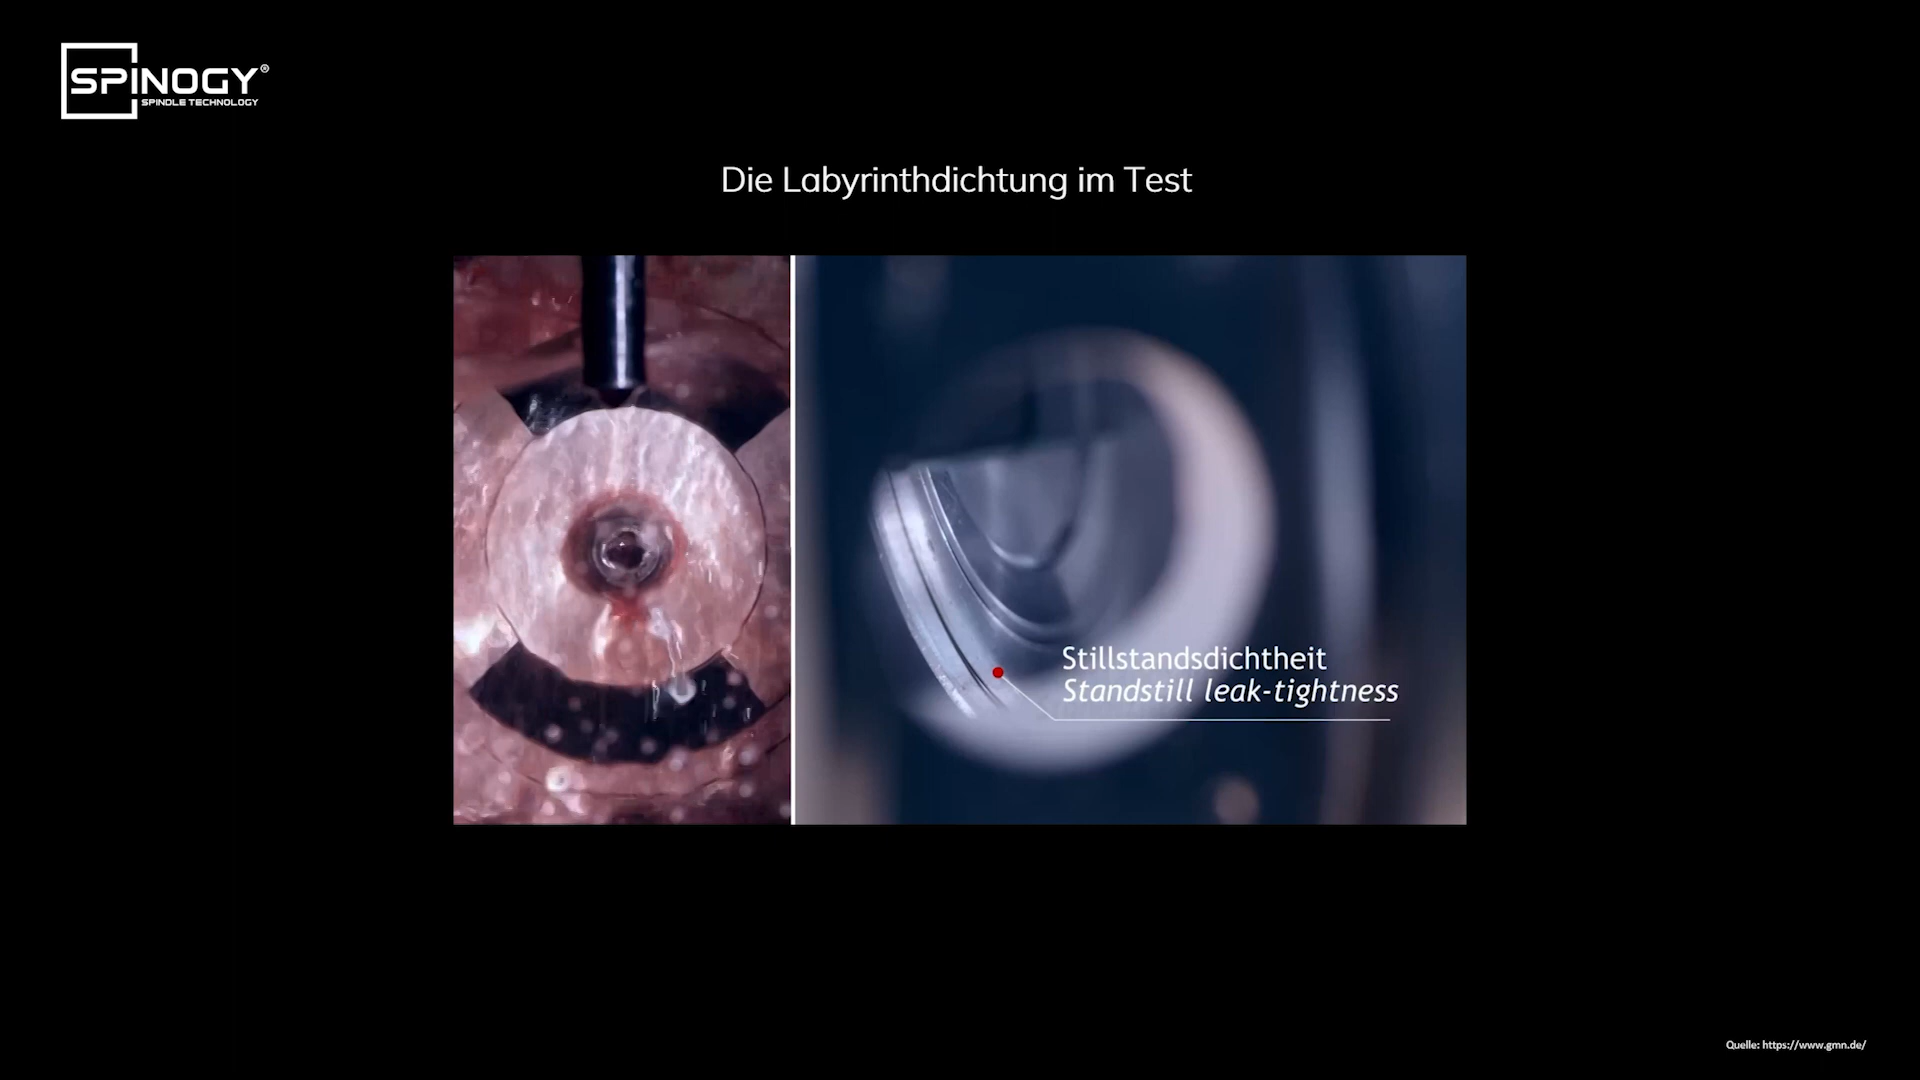 SPINOGY®
SPINDLE TECHNOLOGY
Die Labyrinthdichtung im Test
Stillstandsdichtheit
Standstill leak-tightness
Quelle: https://www.gmn.de/